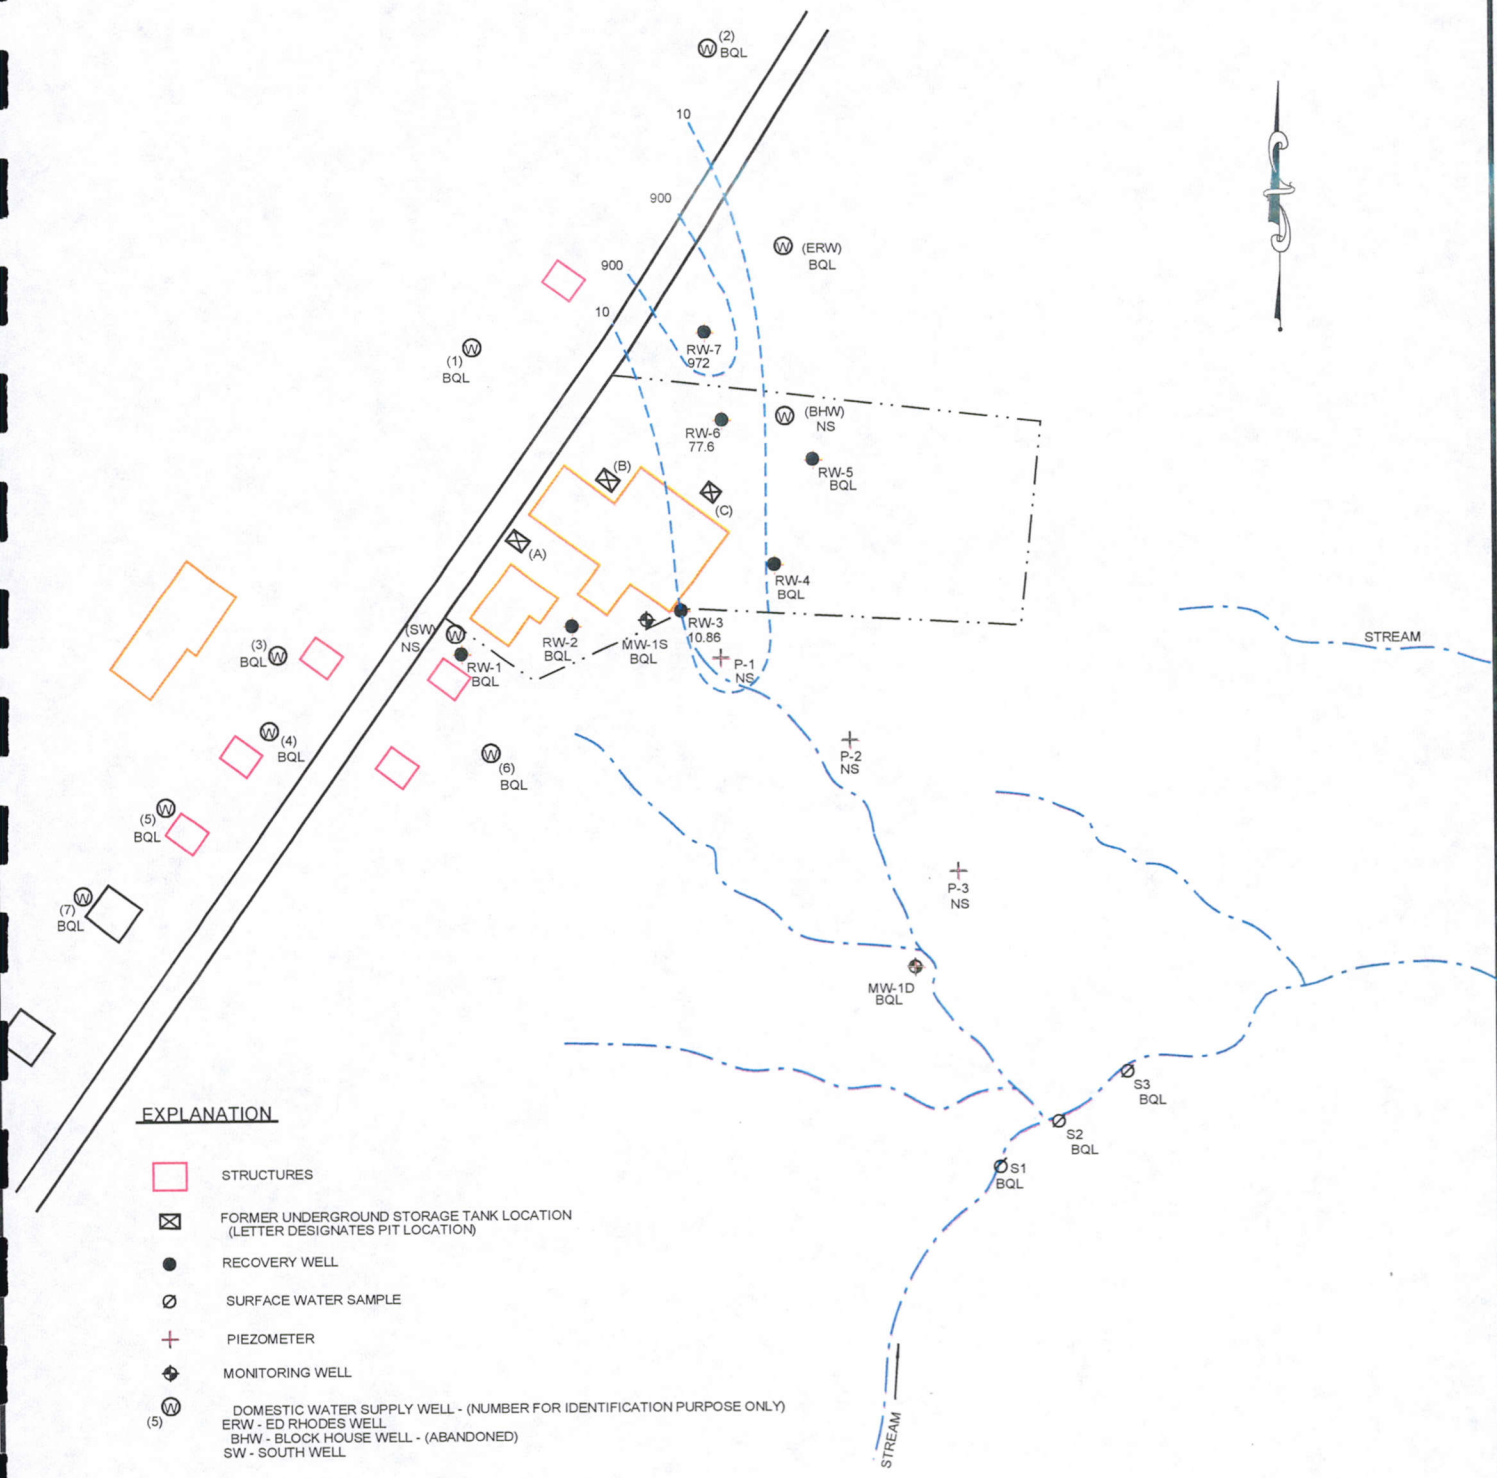 (2)
BQL
10
900
(ERW)
BQL
900
10
RW-7
972
(1)
BQL
(BHW)
NS
RW-6
77.6
(B)
RW-5
BQL
(C)
(A)
RW-4
BQL
(SW)
NS
RW-3
10.86
RW-2
BQL
MW-1S
BQL
STREAM
(3)
BQL
RW-1
BQL
P-1
NS
(4)
BQL
P-2
NS
(6)
BQL
(5)
BQL
P-3
NS
(7)
BQL
MW-1D
BQL
S3
BQL
S2
BQL
S1
BQL
STREAM
EXPLANATION
STRUCTURES
FORMER UNDERGROUND STORAGE TANK LOCATION
(LETTER DESIGNATES PIT LOCATION)
RECOVERY WELL
SURFACE WATER SAMPLE
PIEZOMETER
MONITORING WELL
W DOMESTIC WATER SUPPLY WELL - (NUMBER FOR IDENTIFICATION PURPOSE ONLY)
(5) ERW - ED RHODES WELL
BHW - BLOCK HOUSE WELL - (ABANDONED)
SW - SOUTH WELL